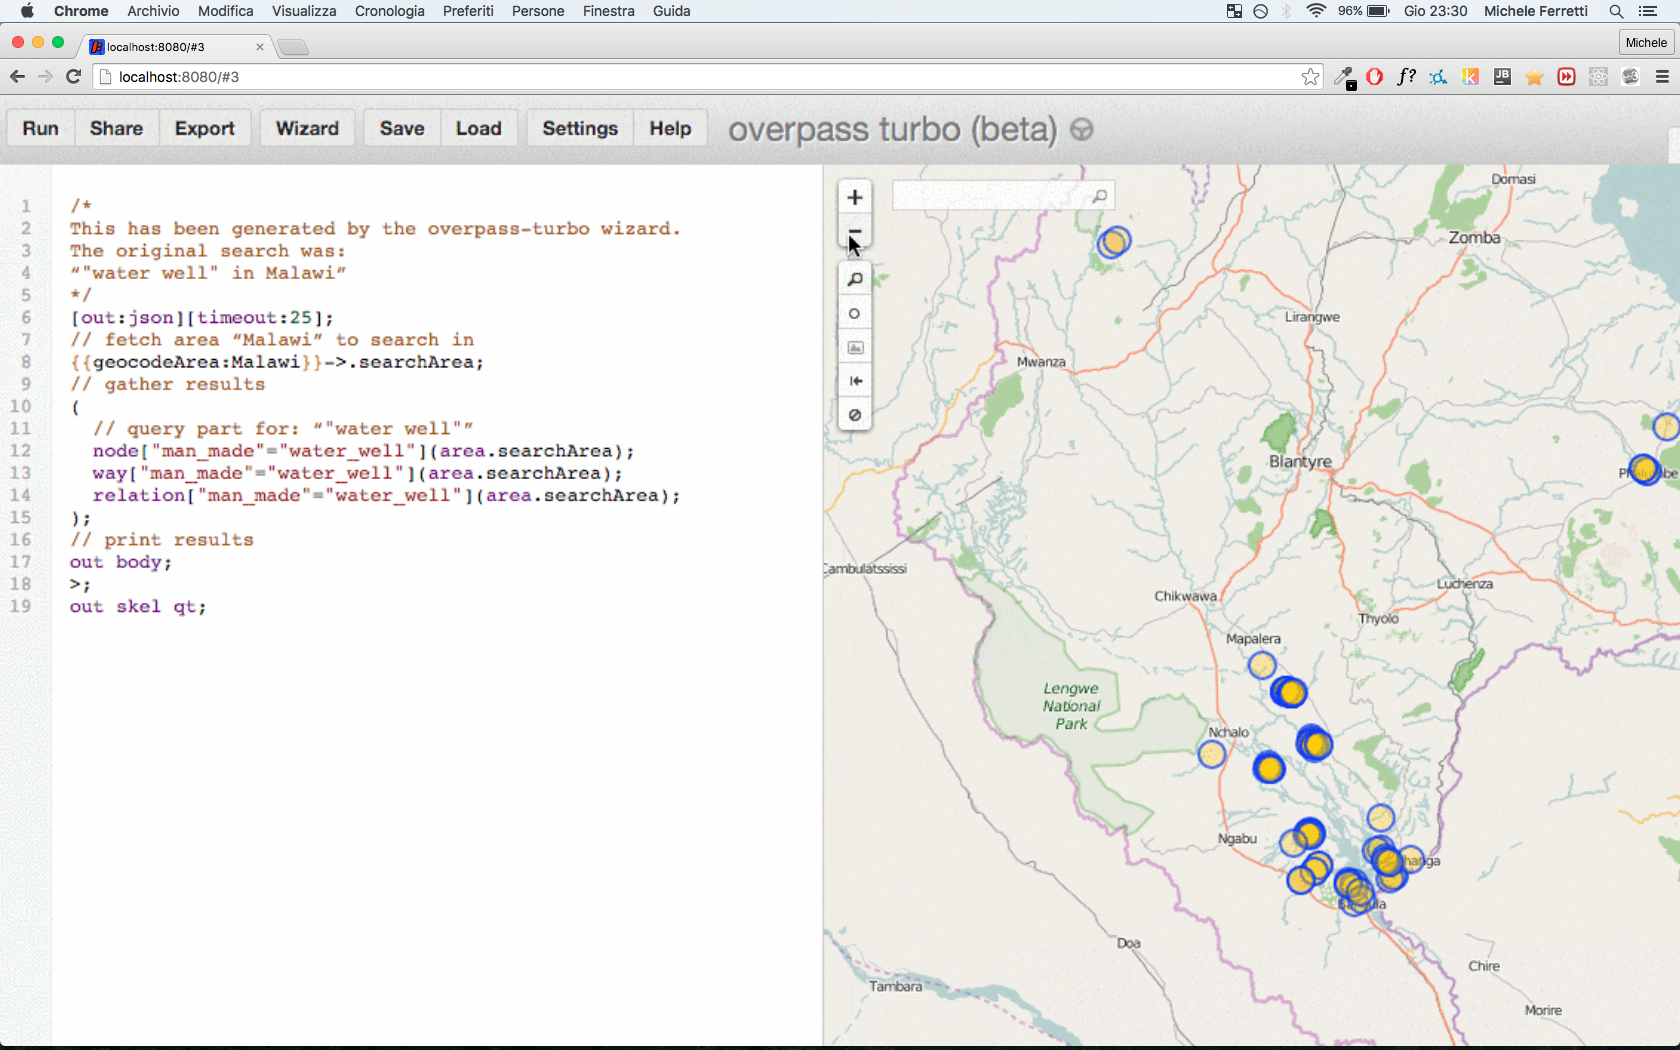 Chrome Archivio Modifica Visualizza Cronologia Preferiti Persone Finestra Guida 96% Gio 23:30 Michele Ferretti
localhost:8080/#3
Michele
localhost:8080/#3
f?
JB
Run Share Export Wizard Save Load Settings Help overpass turbo (beta)
1 /*
2 This has been generated by the overpass-turbo wizard.
3 The original search was:
4 “"water well" in Malawi”
5 */
6 [out:json][timeout:25];
7 // fetch area “Malawi” to search in
8 {{geocodeArea:Malawi}}->.searchArea;
9 // gather results
10 (
11 // query part for: “"water well"”
12 node["man_made"="water_well"](area.searchArea);
13 way["man_made"="water_well"](area.searchArea);
14 relation["man_made"="water_well"](area.searchArea);
15 );
16 // print results
17 out body;
18 >;
19 out skel qt;
+
−
Domasi
Zomba
Lirangwe
Mwanza
Blantyre
Cambulatssissi
Luchenza
Chikwawa
Thyolo
Mapalera
Lengwe
National
Park
Nchalo
Ngabu
Doa
Chire
Tambara
Morire